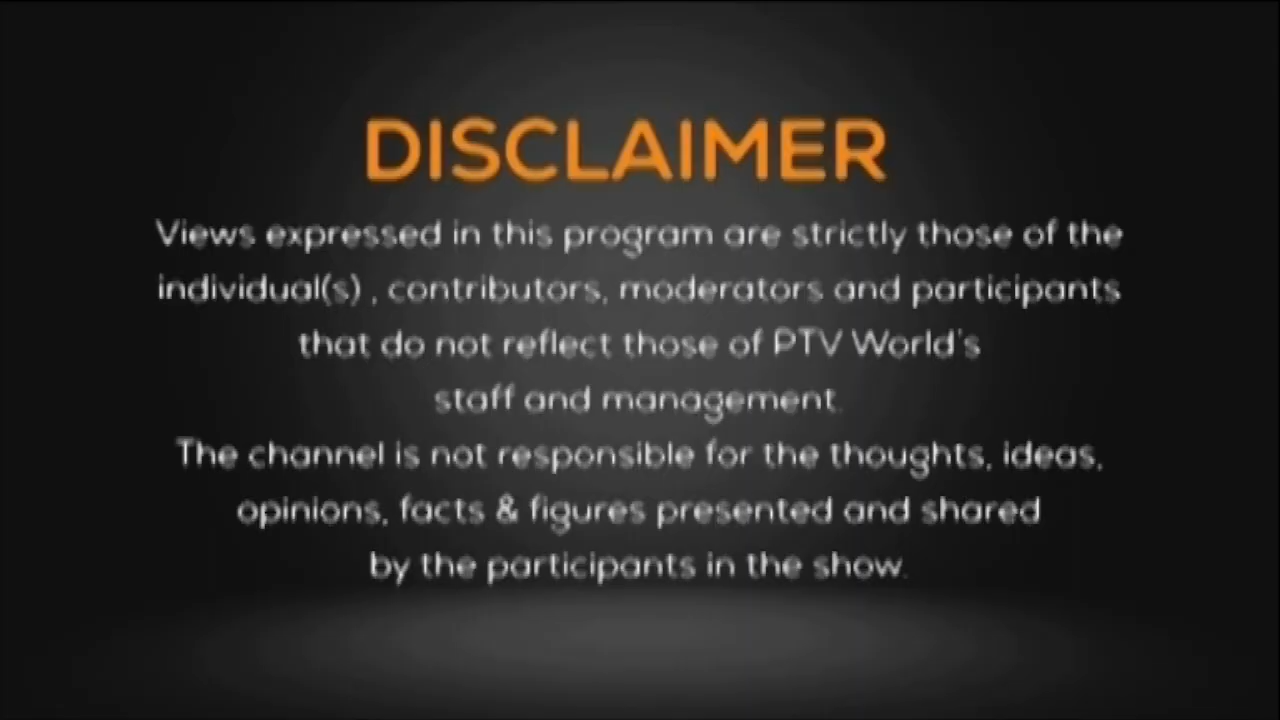 DISCLAIMER
Views expressed in this program are strictly those of the
individual(s) , contributors, moderators and participants
that do not reflect those of PTV World's
staff and management.
The channel is not responsible for the thoughts, ideas,
opinions, facts & figures presented and shared
by the participants in the show.